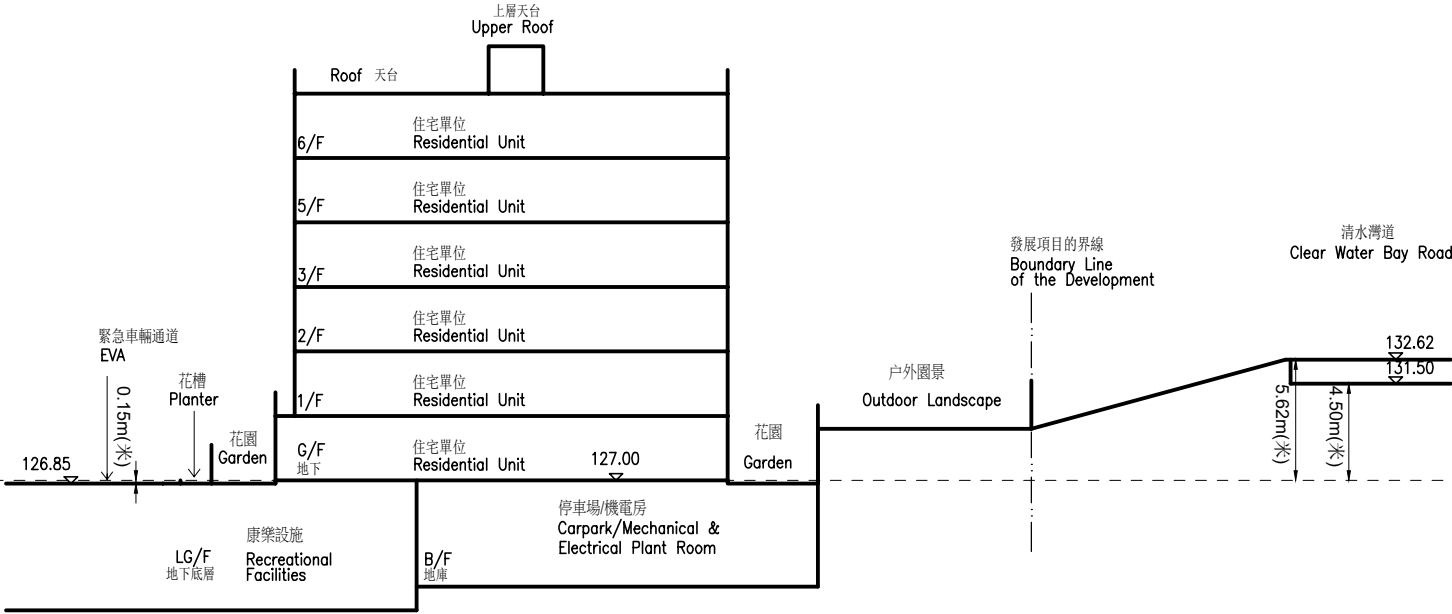 上層天台
Upper Roof
Roof 天台
6/F
住宅單位
Residential Unit
5/F
住宅單位
Residential Unit
3/F
住宅單位
Residential Unit
2/F
住宅單位
Residential Unit
1/F
住宅單位
Residential Unit
G/F
地下
住宅單位
Residential Unit
127.00
緊急車輛通道
EVA
0.15m(米)
花槽
Planter
花園
Garden
126.85
花園
Garden
發展項目的界線
Boundary Line
of the Development
户外園景
Outdoor Landscape
清水灣道
Clear Water Bay Road
132.62
131.50
5.62m(米)
4.50m(米)
LG/F
地下底層
康樂設施
Recreational
Facilities
B/F
地庫
停車場/機電房
Carpark/Mechanical &
Electrical Plant Room